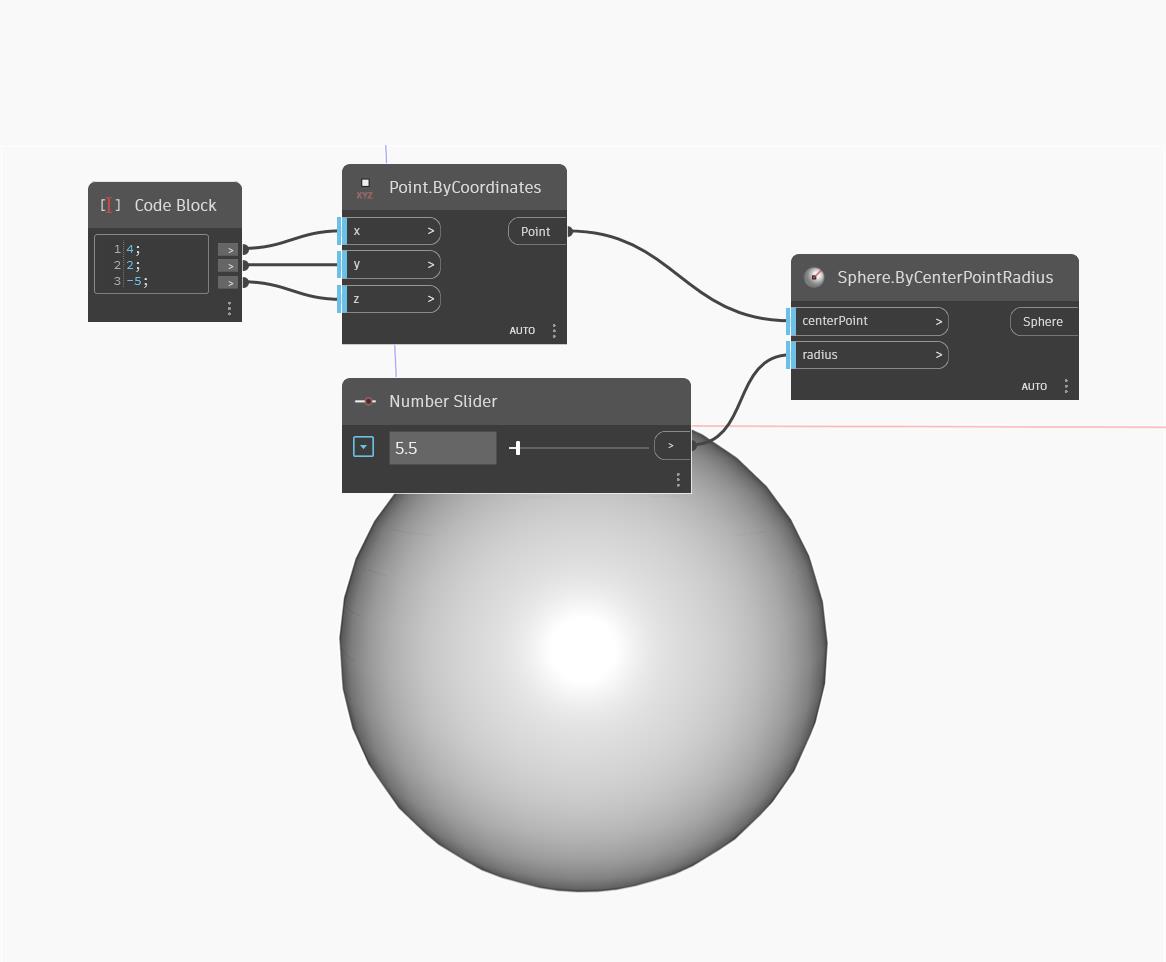 Code Block
1 4; >
2 2; >
3 -5; >
XYZ Point.ByCoordinates
x > Point
y >
z >
AUTO
Sphere.ByCenterPointRadius
centerPoint > Sphere
radius >
AUTO
Number Slider
5.5 >